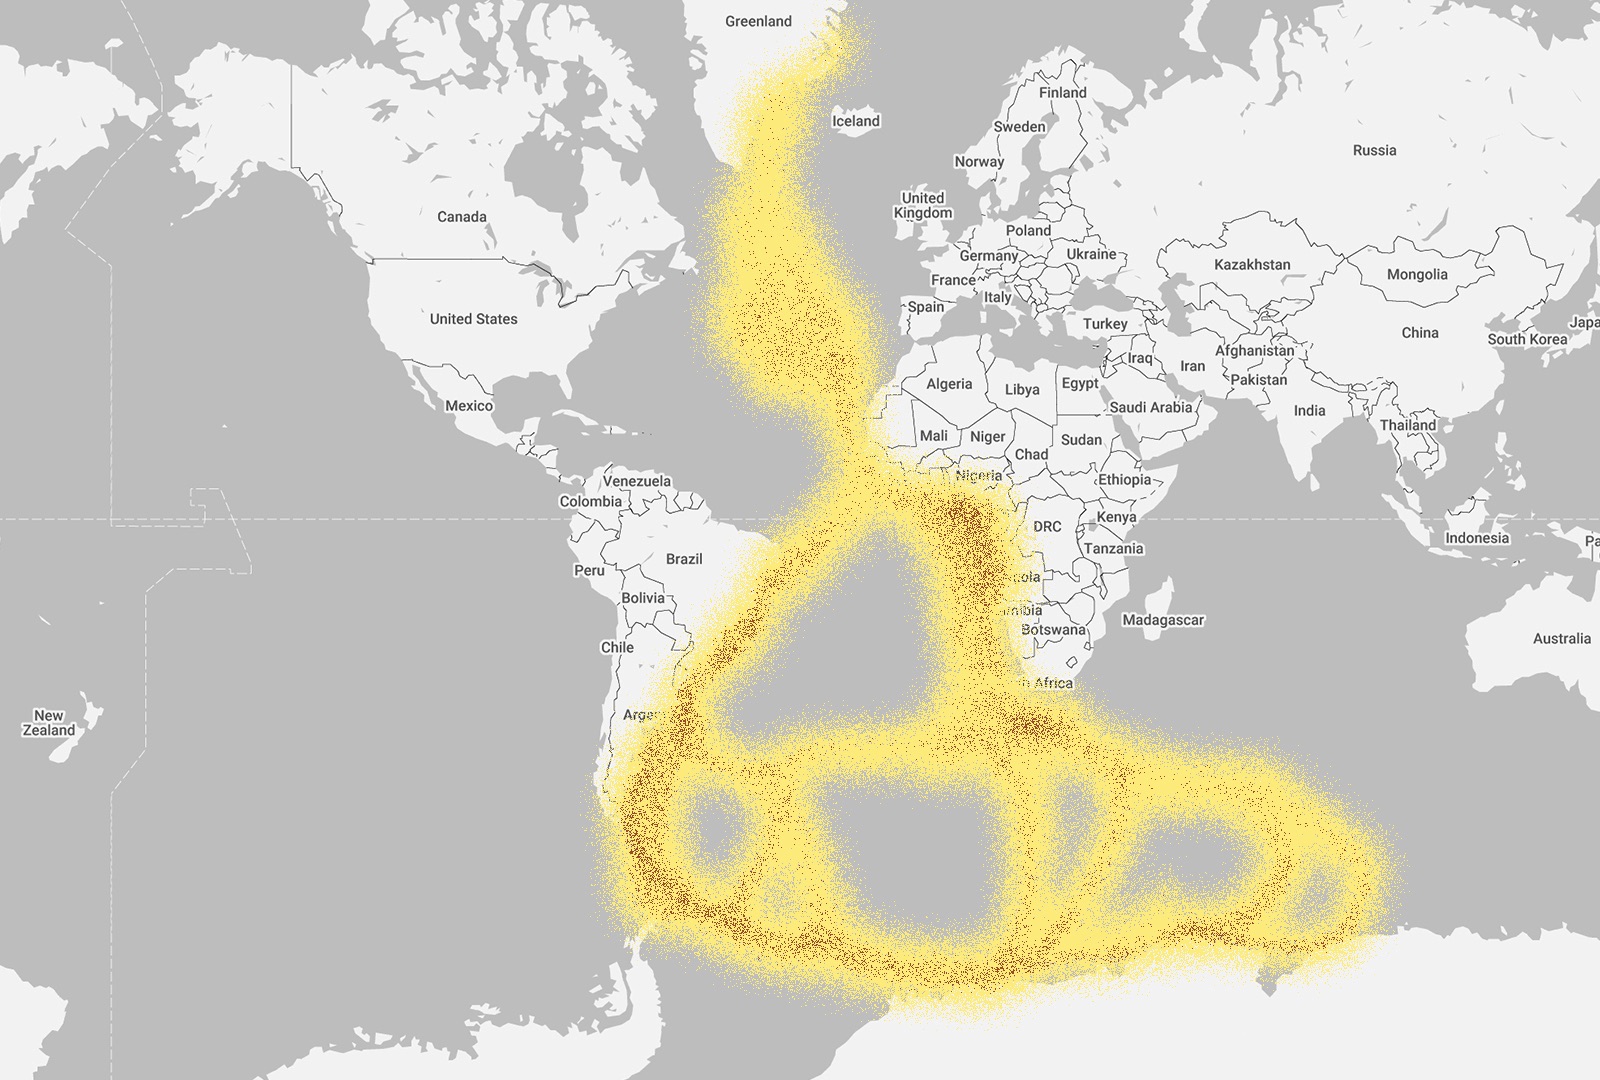 Greenland
Iceland
Finland
Sweden
Norway
Russia
United
Kingdom
Canada
Poland
Germany
Ukraine
Kazakhstan
Mongolia
France
Italy
Spain
United States
Turkey
Japa
China
South Korea
Afghanistan
Iraq
Iran
Pakistan
Algeria
Libya
Egypt
Mexico
Saudi Arabia
India
Thailand
Mali
Niger
Sudan
Chad
Nigeria
Ethiopia
Venezuela
Colombia
Kenya
DRC
Indonesia
Pa
Tanzania
Brazil
Peru
ola
Bolivia
ibia
Madagascar
Botswana
Australia
Chile
Africa
Arge
New
Zealand